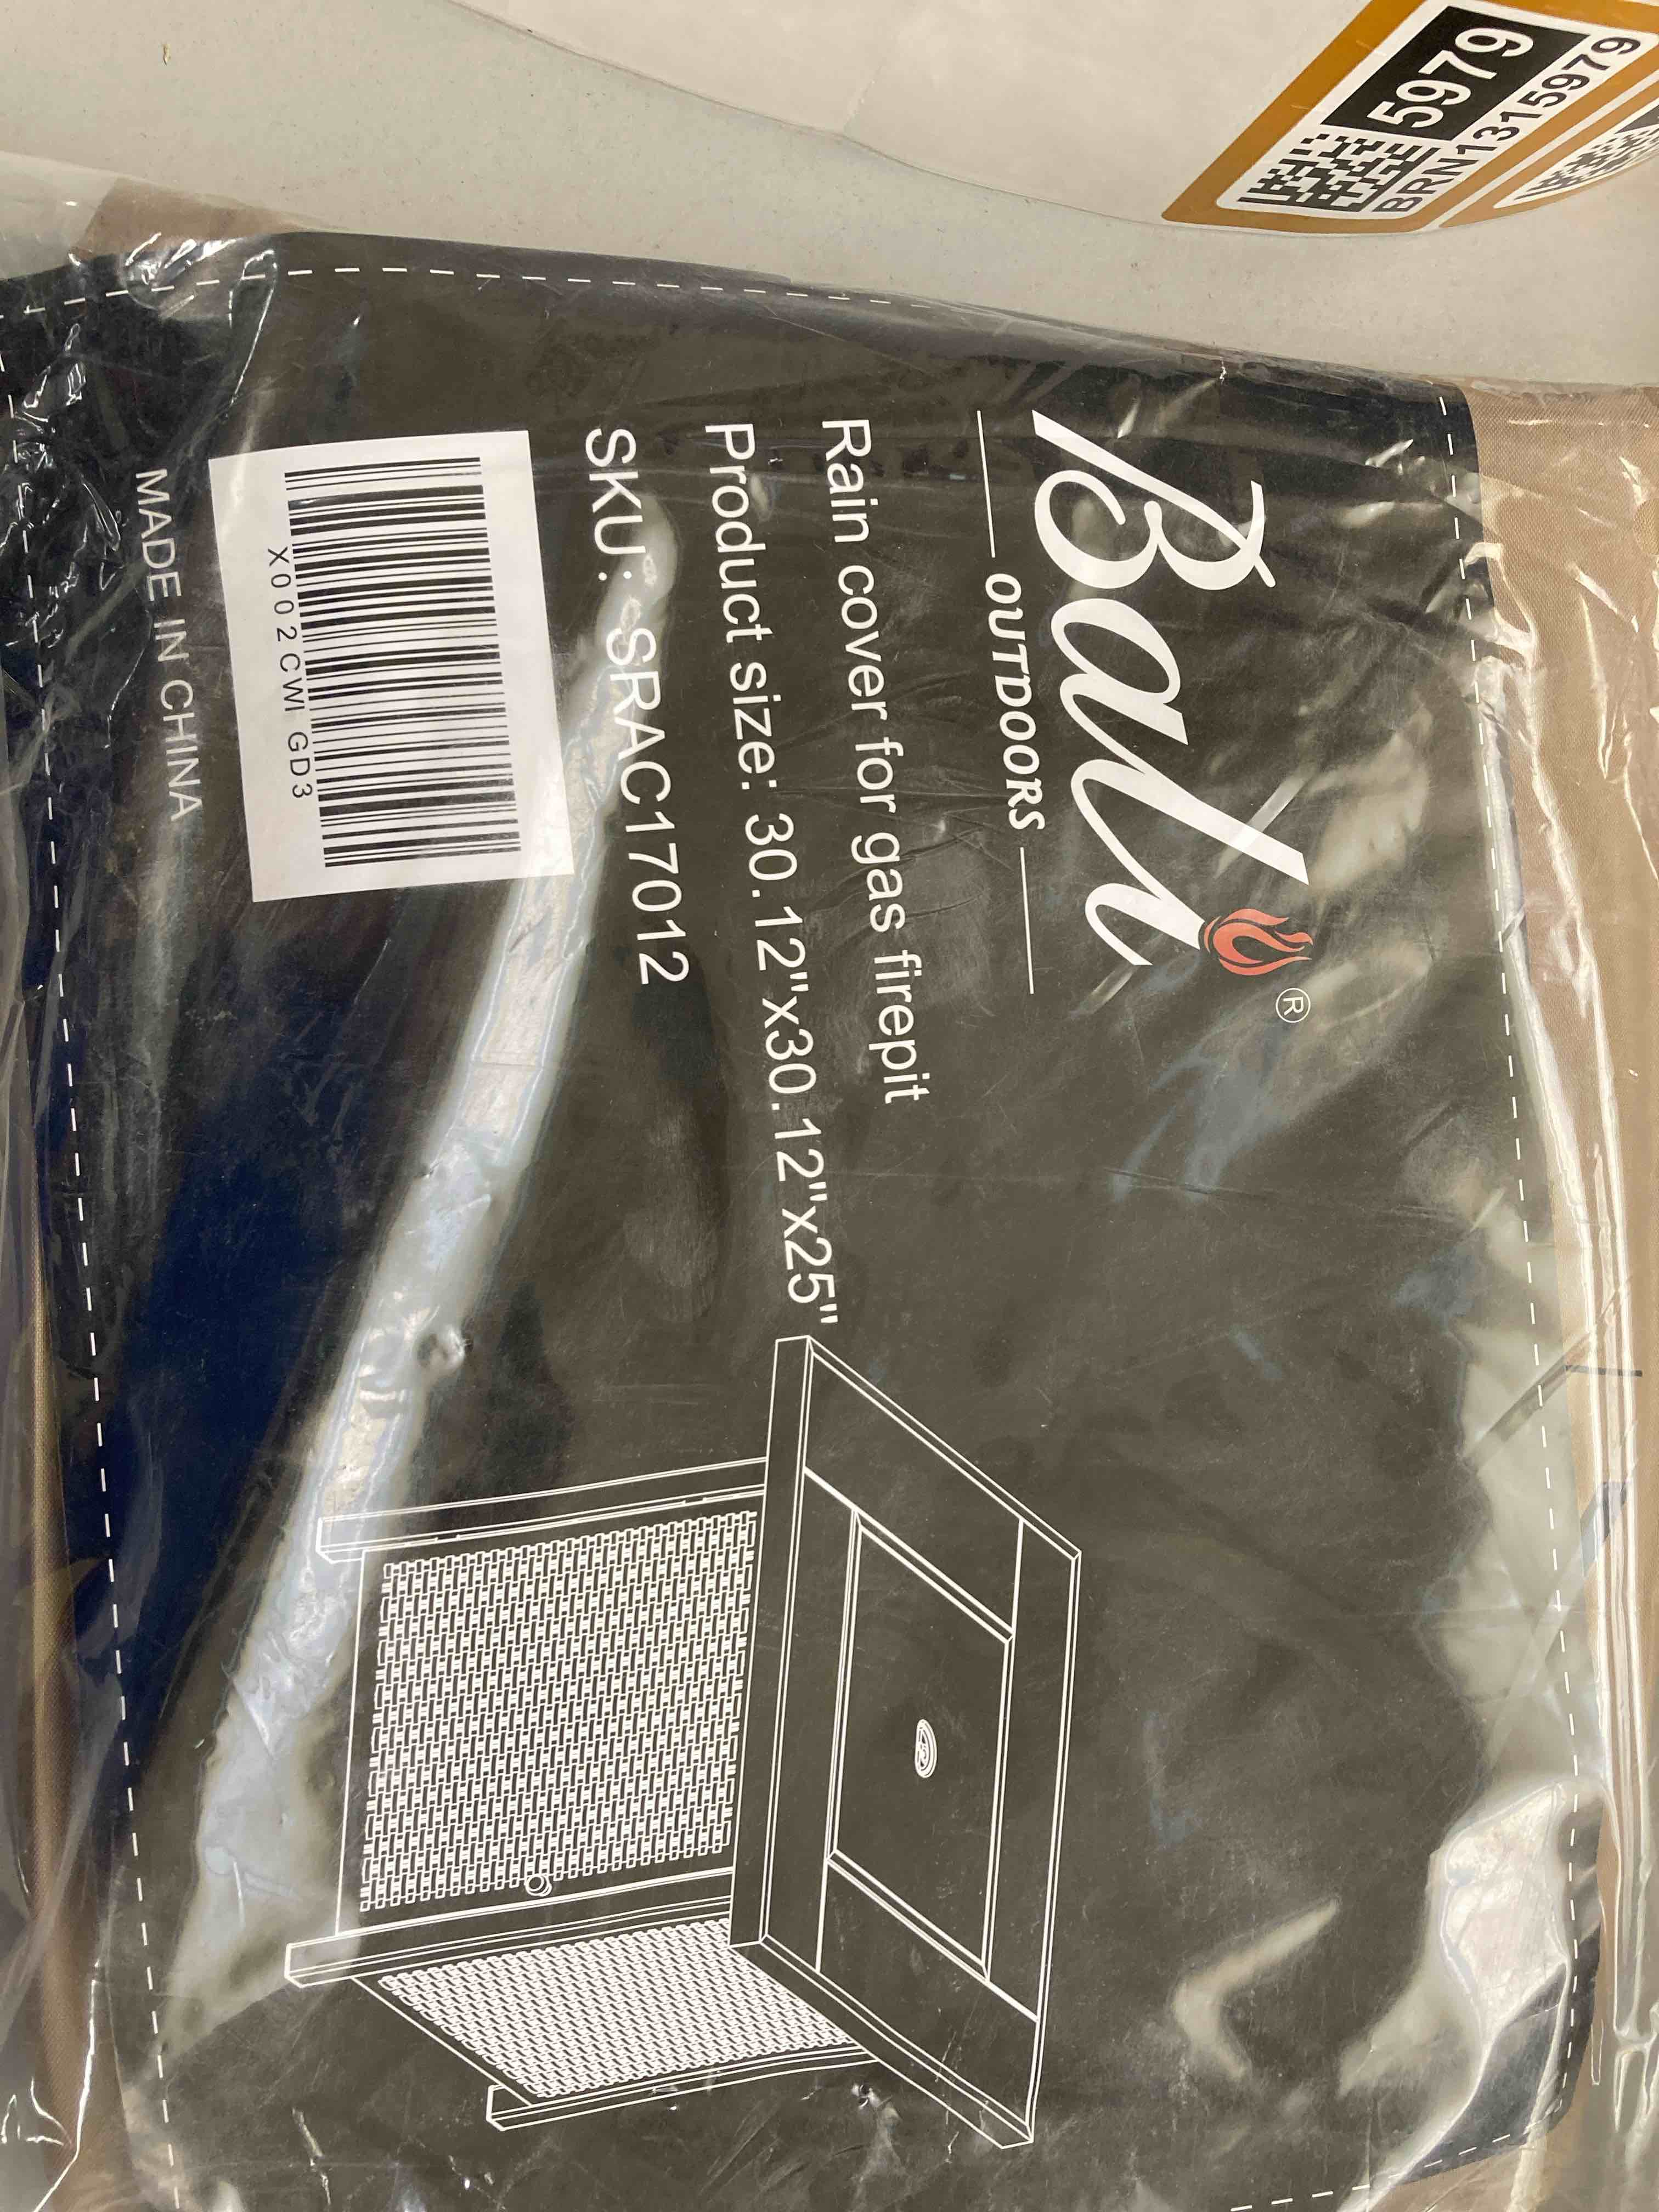 5979
BRN1315979
Bali®
OUTDOORS
Rain cover for gas firepit
Product size: 30.12"x30.12"x25"
SKU: SRAC17012
X002CWIGD3
MADE IN CHINA